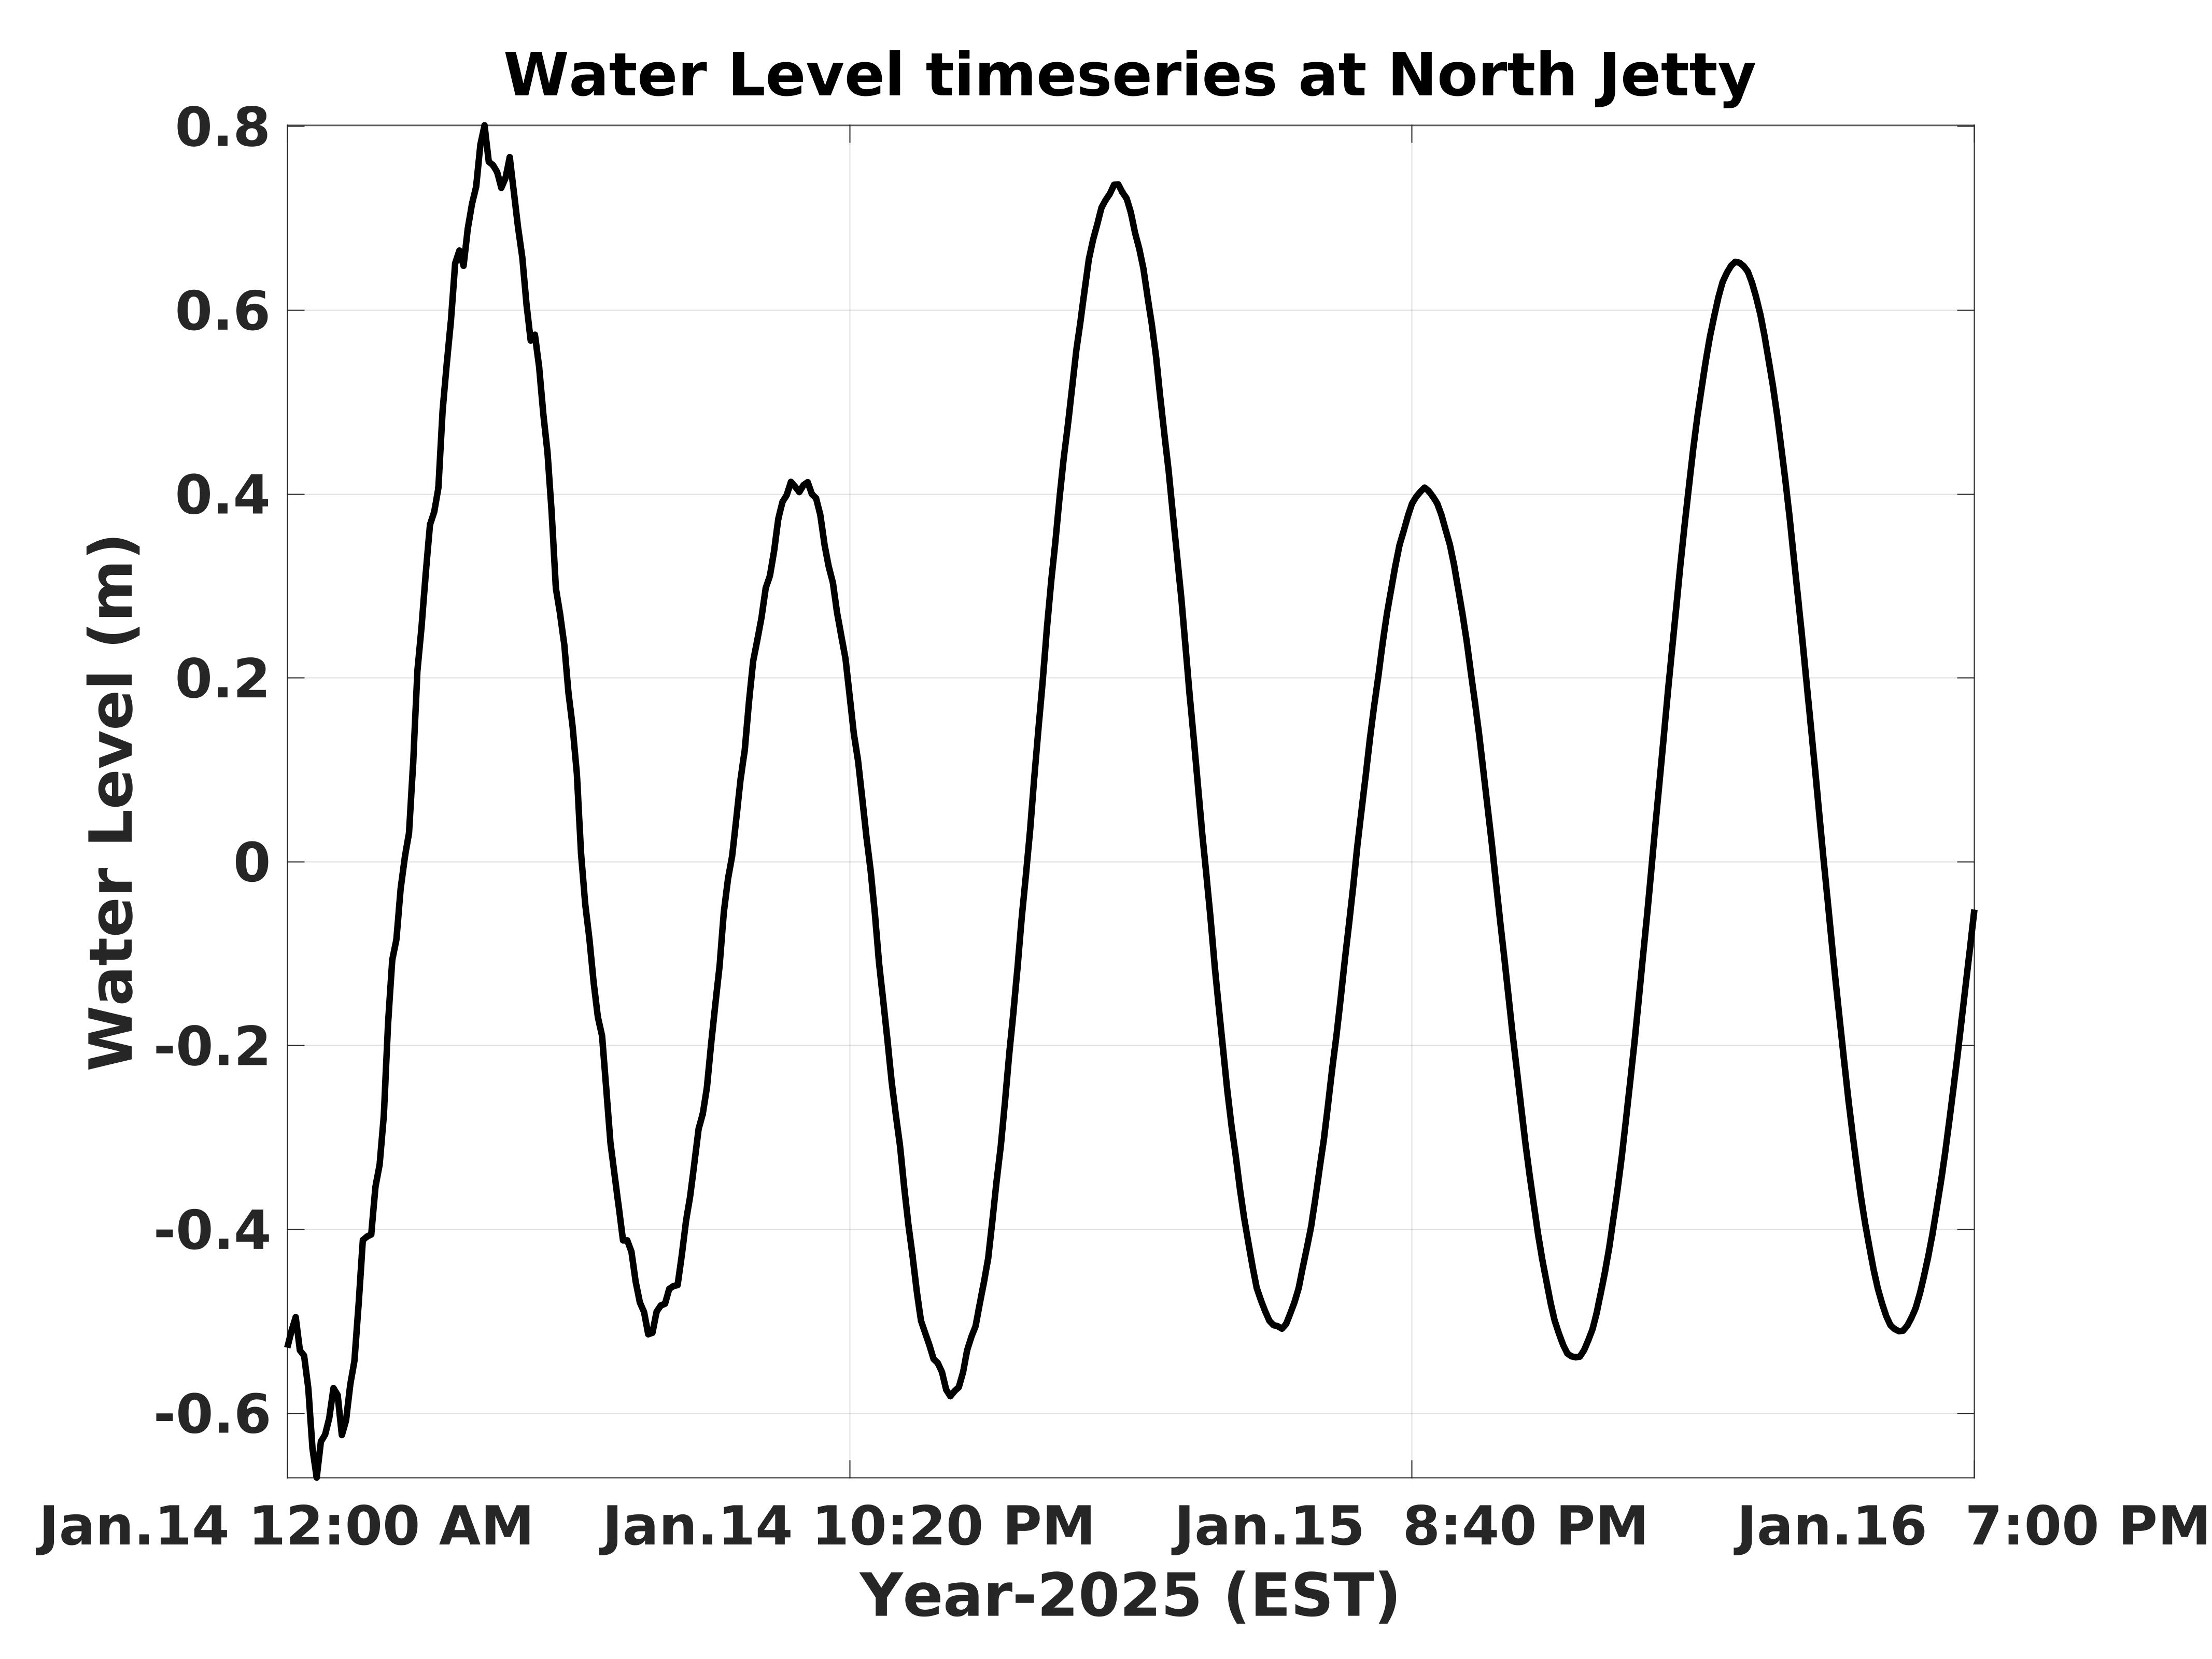 Water Level timeseries at North Jetty
0.8
0.6
0.4
0.2
0
-0.2
-0.4
-0.6
Water Level (m)
Jan.14 12:00 AM Jan.14 10:20 PM Jan.15 8:40 PM Jan.16 7:00 PM
Year-2025 (EST)